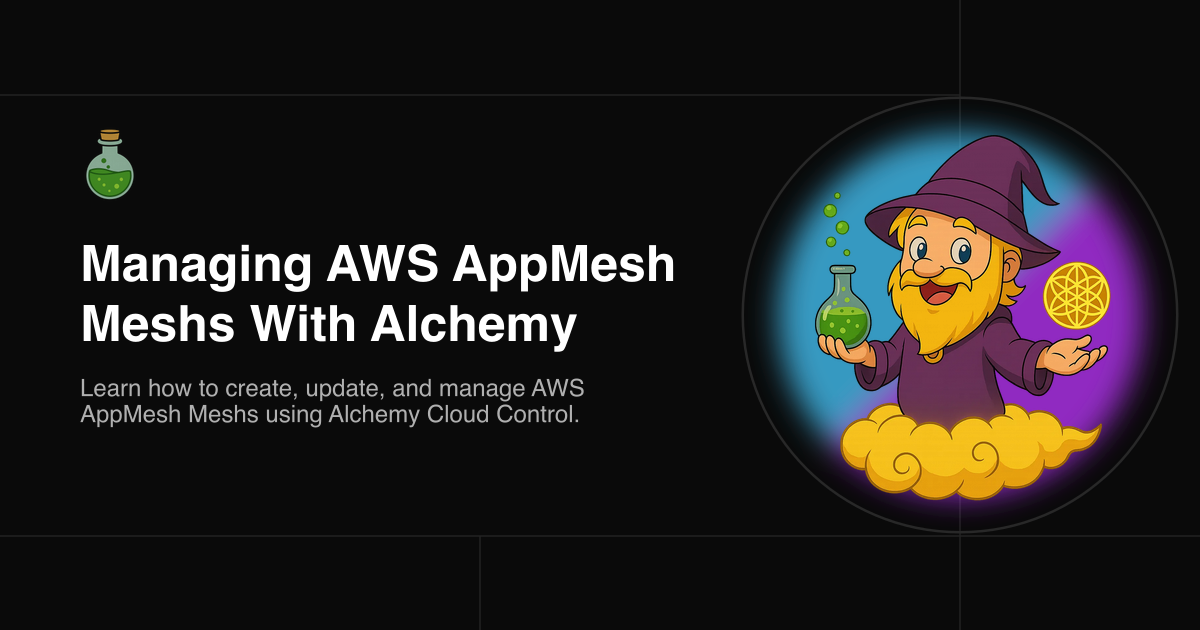 Managing AWS AppMesh
Meshs With Alchemy
Learn how to create, update, and manage AWS
AppMesh Meshs using Alchemy Cloud Control.